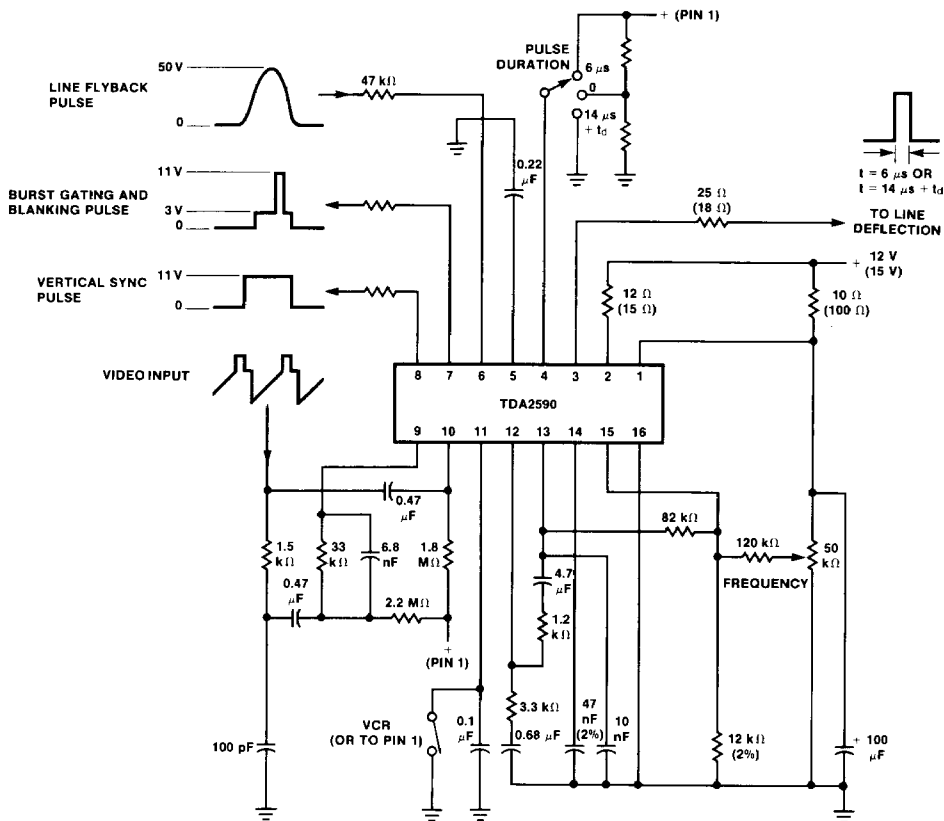 + (PIN 1)
PULSE
DURATION
6 μs
0
14 μs
+ td
50 V
LINE FLYBACK
PULSE
0
47 kΩ
0.22
μF
t = 6 μs OR
t = 14 μs + td
11 V
BURST GATING AND
BLANKING PULSE
3 V
0
25 Ω
(18 Ω)
TO LINE
DEFLECTION
+ 12 V
(15 V)
VERTICAL SYNC
PULSE
11 V
0
12 Ω
(15 Ω)
10 Ω
(100 Ω)
VIDEO INPUT
8 7 6 5 4 3 2 1
TDA2590
9 10 11 12 13 14 15 16
0.47
μF
1.5
kΩ
33
kΩ
6.8
nF
1.8
MΩ
82 kΩ
120 kΩ
FREQUENCY
50
kΩ
0.47
μF
2.2 MΩ
+
(PIN 1)
4.7
μF
1.2
kΩ
VCR
(OR TO PIN 1)
100 pF
0.1
μF
3.3 kΩ
0.68 μF
47
nF
(2%)
10
nF
12 kΩ
(2%)
+ 100
μF